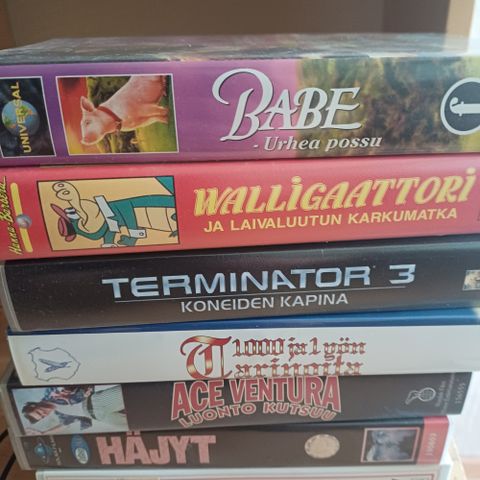 UNIVERSAL
BABE
- Urhea possu
f
Hanna-Barbera
WALLiGAATTORi
JA LAIVALUUTUN KARKUMATKA
TERMINATOR 3
KONEIDEN KAPINA
1000 ja 1 yön
Tarinoita
ACE VENTURA
LUONTO KUTSUU
HÄJYT